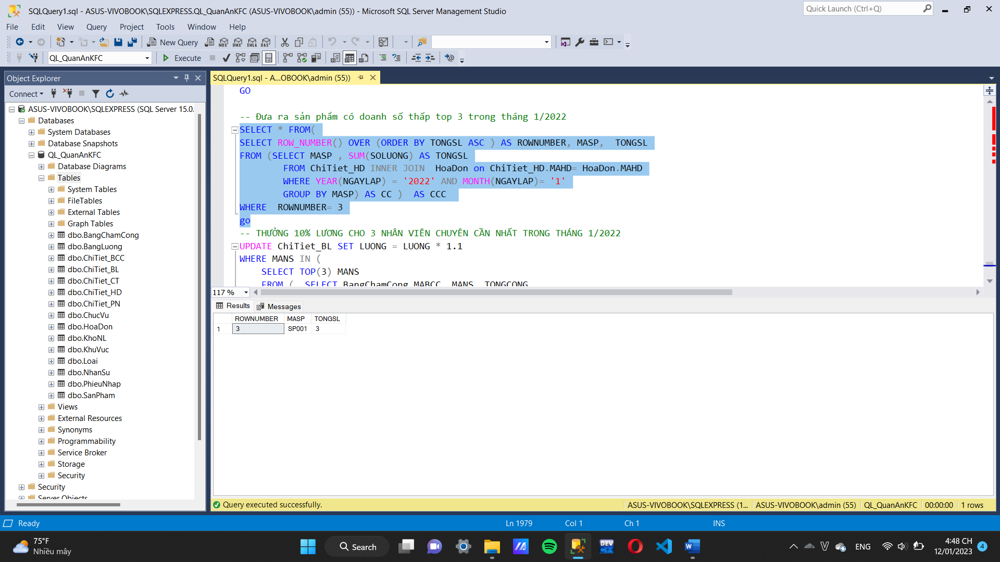 SQLQuery1.sql - ASUS-VIVOBOOK\SQLEXPRESS.QL_QuanAnKFC (ASUS-VIVOBOOK\admin (55)) - Microsoft SQL Server Management Studio
Quick Launch (Ctrl+Q)
File Edit View Query Project Tools Window Help
New Query
MDX DMX XMLA DAX
QL_QuanAnKFC
Execute
Object Explorer
Connect
ASUS-VIVOBOOK\SQLEXPRESS (SQL Server 15.0.
Databases
System Databases
Database Snapshots
QL_QuanAnKFC
Database Diagrams
Tables
System Tables
FileTables
External Tables
Graph Tables
dbo.BangChamCong
dbo.BangLuong
dbo.ChiTiet_BCC
dbo.ChiTiet_BL
dbo.ChiTiet_CT
dbo.ChiTiet_HD
dbo.ChiTiet_PN
dbo.ChucVu
dbo.HoaDon
dbo.KhoNL
dbo.KhuVuc
dbo.Loai
dbo.NhanSu
dbo.PhieuNhap
dbo.SanPham
Views
External Resources
Synonyms
Programmability
Service Broker
Storage
Security
Security
Server Objects
SQLQuery1.sql - A...OBOOK\admin (55))
GO
-- Đưa ra sản phẩm có doanh số thấp top 3 trong tháng 1/2022
SELECT * FROM(
SELECT ROW_NUMBER() OVER (ORDER BY TONGSL ASC ) AS ROWNUMBER, MASP,  TONGSL
FROM (SELECT MASP , SUM(SOLUONG) AS TONGSL
FROM ChiTiet_HD INNER JOIN  HoaDon on ChiTiet_HD.MAHD= HoaDon.MAHD
WHERE YEAR(NGAYLAP) = '2022' AND MONTH(NGAYLAP)= '1'
GROUP BY MASP) AS CC )  AS CCC
WHERE  ROWNUMBER= 3
go
-- THƯỞNG 10% LƯƠNG CHO 3 NHÂN VIÊN CHUYÊN CẦN NHẤT TRONG THÁNG 1/2022
UPDATE ChiTiet_BL SET LUONG = LUONG * 1.1
WHERE MANS IN (
SELECT TOP(3) MANS
FROM (  SELECT BangChamCong.MABCC, MANS, TONGCONG
117 %
Results Messages
ROWNUMBER MASP TONGSL
1 3 SP001 3
Query executed successfully.
ASUS-VIVOBOOK\SQLEXPRESS (1... ASUS-VIVOBOOK\admin (55) QL_QuanAnKFC 00:00:00 1 rows
Ready
Ln 1979 Col 1 Ch 1 INS
75°F
Nhiều mây
Search
DEV C++
ENG
4:48 CH
12/01/2023
4